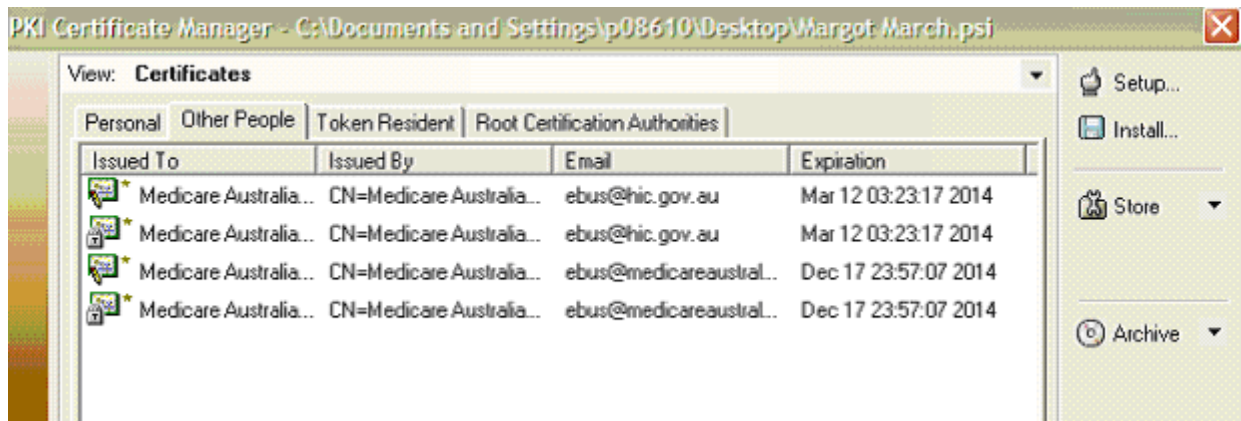 PKI Certificate Manager - C:\Documents and Settings\p08610\Desktop\Margot March.psi
View: Certificates
Setup...
Personal Other People Token Resident Root Certification Authorities
Install...
Issued To Issued By Email Expiration
* Medicare Australia... CN=Medicare Australia... ebus@hic.gov.au Mar 12 03:23:17 2014
Store
* Medicare Australia... CN=Medicare Australia... ebus@hic.gov.au Mar 12 03:23:17 2014
* Medicare Australia... CN=Medicare Australia... ebus@medicareaustral... Dec 17 23:57:07 2014
* Medicare Australia... CN=Medicare Australia... ebus@medicareaustral... Dec 17 23:57:07 2014
Archive